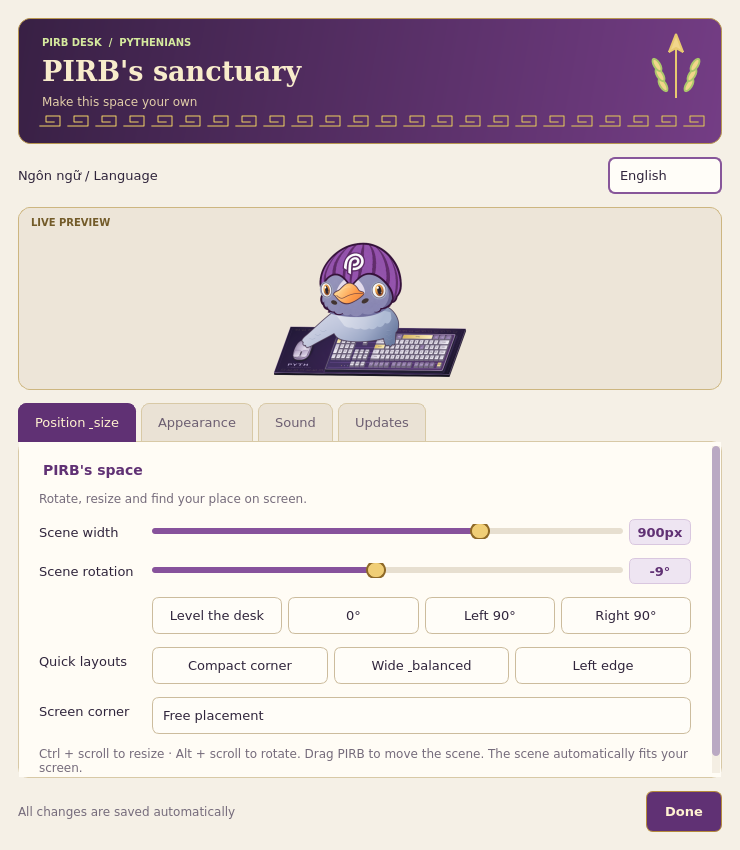 PIRB DESK / PYTHENIANS
PIRB's sanctuary
Make this space your own
Ngôn ngữ / Language
English
LIVE PREVIEW
PYTH
Position _size
Appearance
Sound
Updates
PIRB's space
Rotate, resize and find your place on screen.
Scene width
900px
Scene rotation
-9°
Level the desk
0°
Left 90°
Right 90°
Quick layouts
Compact corner
Wide _balanced
Left edge
Screen corner
Free placement
Ctrl + scroll to resize · Alt + scroll to rotate. Drag PIRB to move the scene. The scene automatically fits your
screen.
All changes are saved automatically
Done